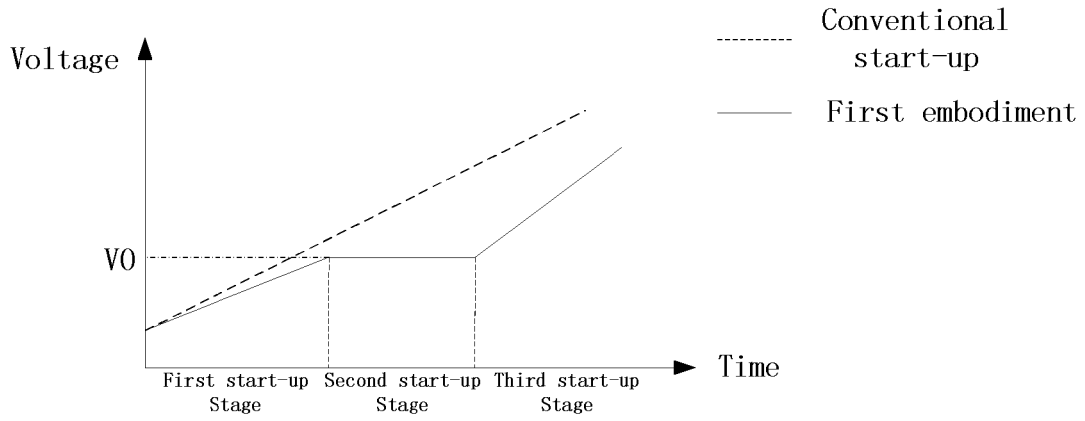 Voltage
Conventional
start-up
First embodiment
V0
Time
First start-up
Stage
Second start-up
Stage
Third start-up
Stage